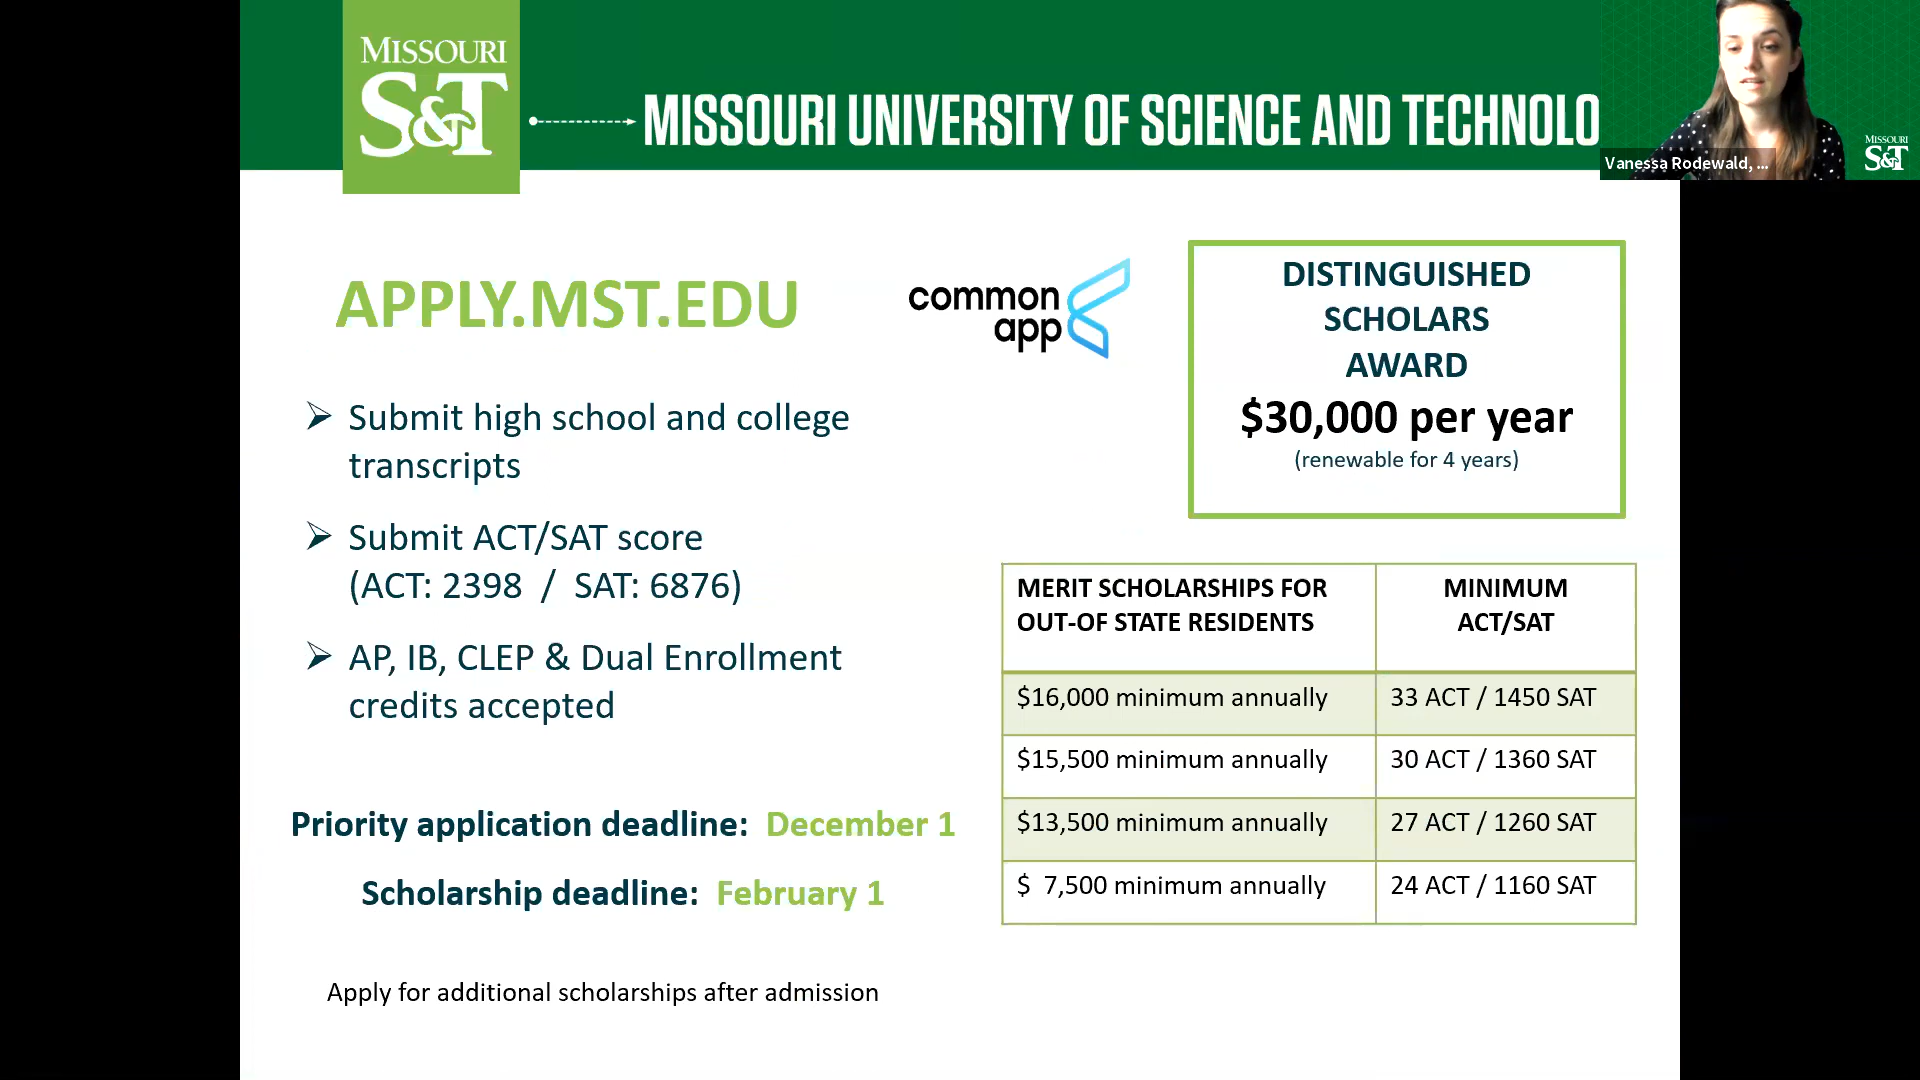 MISSOURI
S&T
MISSOURI UNIVERSITY OF SCIENCE AND TECHNOLO
Vanessa Rodewald, ...
MISSOURI
S&T
APPLY.MST.EDU
common
app
➢ Submit high school and college
transcripts
➢ Submit ACT/SAT score
(ACT: 2398 / SAT: 6876)
➢ AP, IB, CLEP & Dual Enrollment
credits accepted
Priority application deadline: December 1
Scholarship deadline: February 1
Apply for additional scholarships after admission
DISTINGUISHED
SCHOLARS
AWARD
$30,000 per year
(renewable for 4 years)
MERIT SCHOLARSHIPS FOR
OUT-OF STATE RESIDENTS
MINIMUM
ACT/SAT
$16,000 minimum annually 33 ACT / 1450 SAT
$15,500 minimum annually 30 ACT / 1360 SAT
$13,500 minimum annually 27 ACT / 1260 SAT
$ 7,500 minimum annually 24 ACT / 1160 SAT